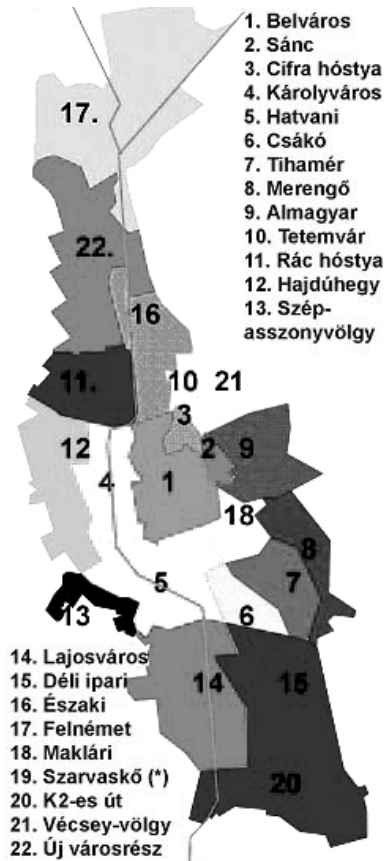 1. Belváros
2. Sánc
3. Cifra hóstya
4. Károlyváros
5. Hatvani
6. Csákó
7. Tihamér
8. Merengő
9. Almagyar
10. Tetemvár
11. Rác hóstya
12. Hajdúhegy
13. Szép-
asszonyvölgy
17.
22.
16
11.
10 21
3
12
4
1
2
9
18
8
5
7
13
6
14
15
20
14. Lajosváros
15. Déli ipari
16. Északi
17. Felnémet
18. Maklári
19. Szarvaskő (*)
20. K2-es út
21. Vécsey-völgy
22. Új városrész